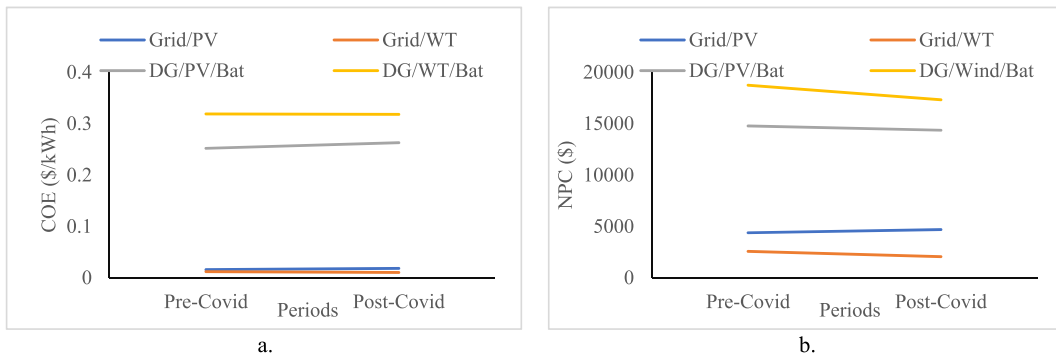 Grid/PV Grid/WT
DG/PV/Bat DG/WT/Bat
0.4
0.3
0.2
0.1
0
COE ($/kWh)
Pre-Covid Post-Covid
Periods
a.
Grid/PV Grid/WT
DG/PV/Bat DG/Wind/Bat
20000
15000
10000
5000
0
NPC ($)
Pre-Covid Post-Covid
Periods
b.